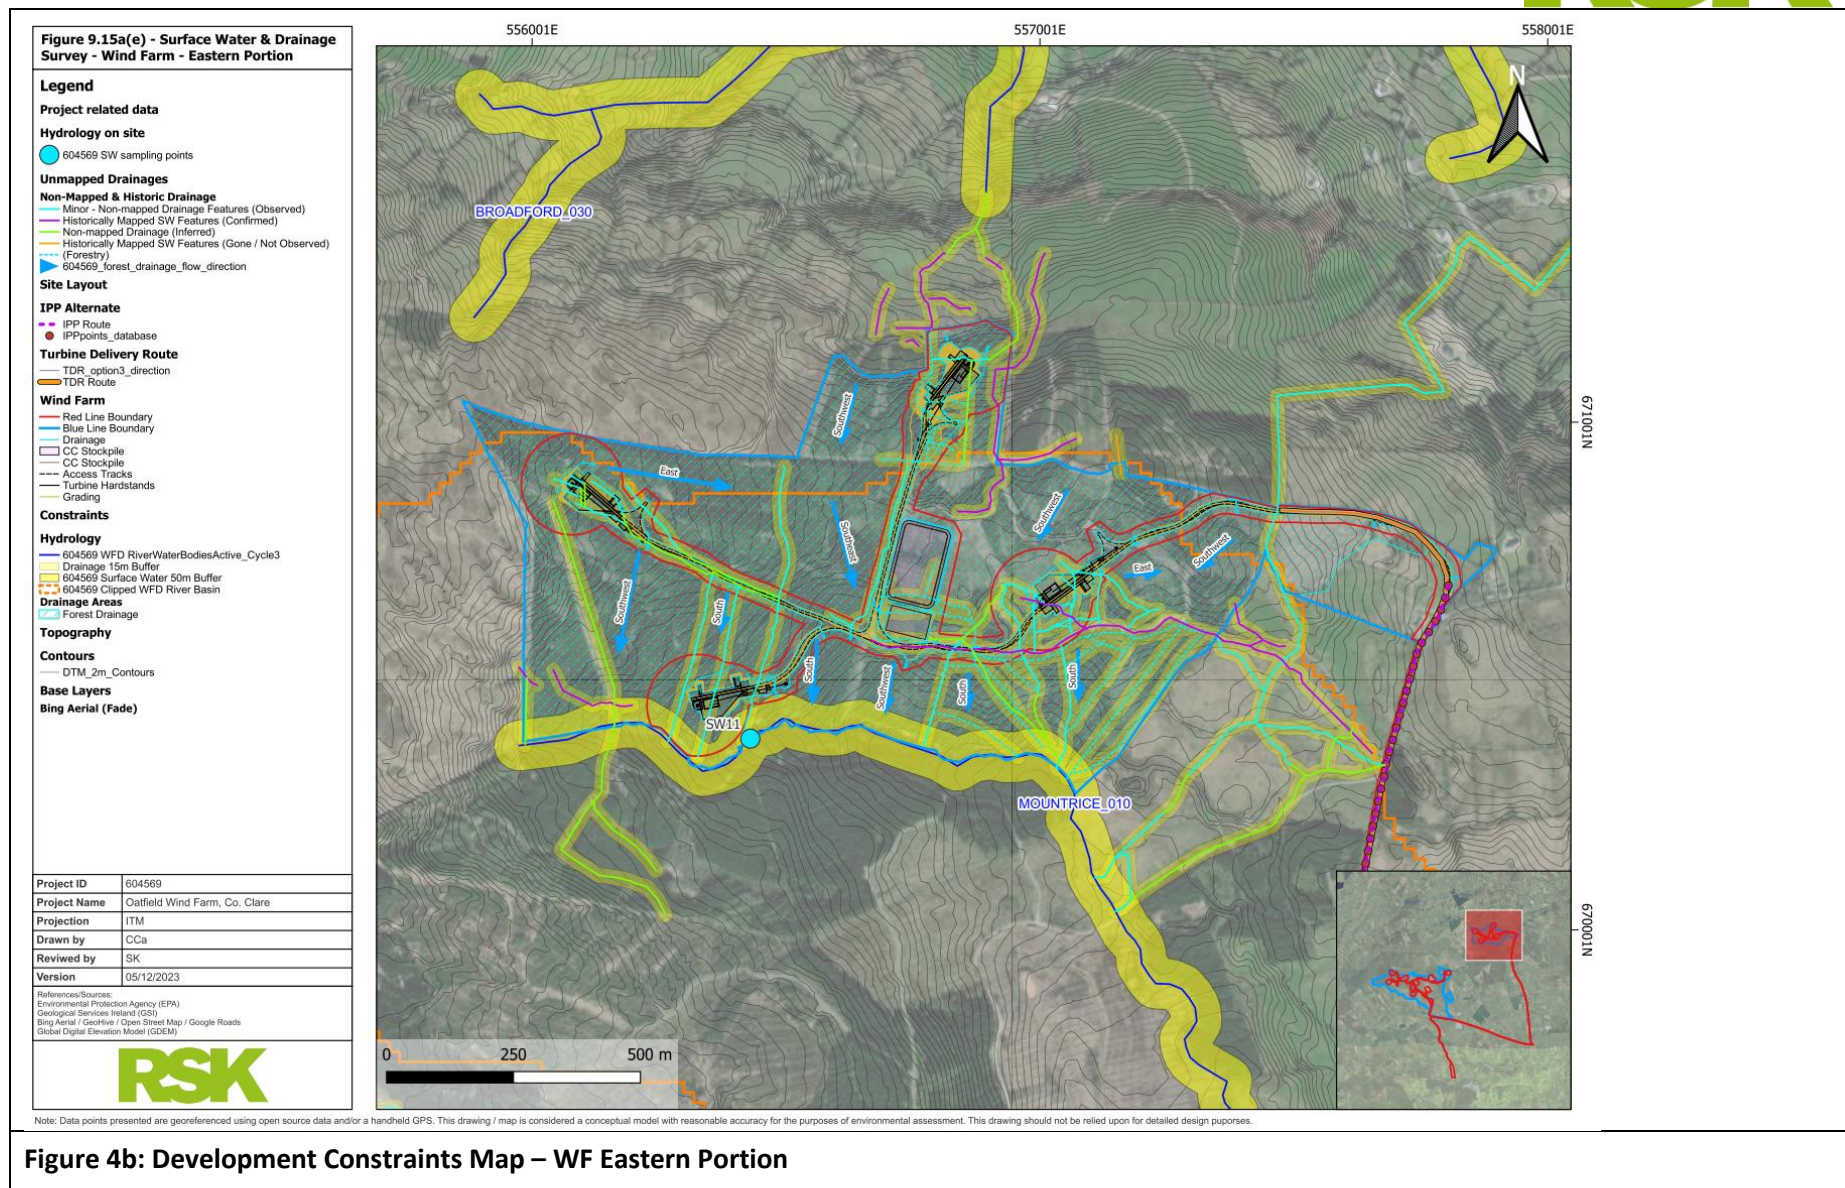 RSK
Figure 9.15a(e) - Surface Water & Drainage
Survey - Wind Farm - Eastern Portion
Legend
Project related data
Hydrology on site
604569 SW sampling points
Unmapped Drainages
Non-Mapped & Historic Drainage
Minor - Non-mapped Drainage Features (Observed)
Historically Mapped SW Features (Confirmed)
Non-mapped Drainage (Inferred)
Historically Mapped SW Features (Gone / Not Observed)
(Forestry)
604569_forest_drainage_flow_direction
Site Layout
IPP Alternate
IPP Route
IPPpoints_database
Turbine Delivery Route
TDR_option3_direction
TDR Route
Wind Farm
Red Line Boundary
Blue Line Boundary
Drainage
CC Stockpile
CC Stockpile
Access Tracks
Turbine Hardstands
Grading
Constraints
Hydrology
604569 WFD RiverWaterBodiesActive_Cycle3
Drainage 15m Buffer
604569 Surface Water 50m Buffer
604569 Clipped WFD River Basin
Drainage Areas
Forest Drainage
Topography
Contours
DTM_2m_Contours
Base Layers
Bing Aerial (Fade)
Project ID 604569
Project Name Oatfield Wind Farm, Co. Clare
Projection ITM
Drawn by CCa
Reviwed by SK
Version 05/12/2023
References/Sources:
Environmental Protection Agency (EPA)
Geological Services Ireland (GSI)
Bing Aerial / GeoHive / Open Street Map / Google Roads
Global Digital Elevation Model (GDEM)
RSK
556001E 557001E 558001E
N
BROADFORD_030
671001N
Southwest
East
Southeast
Southwest
Southwest
East
Southwest
South
South
Southwest
South
South
SW11
MOUNTRICE_010
670001N
0 250 500 m
Note: Data points presented are georeferenced using open source data and/or a handheld GPS. This drawing / map is considered a conceptual model with reasonable accuracy for the purposes of environmental assessment. This drawing should not be relied upon for detailed design puporses.
Figure 4b: Development Constraints Map – WF Eastern Portion